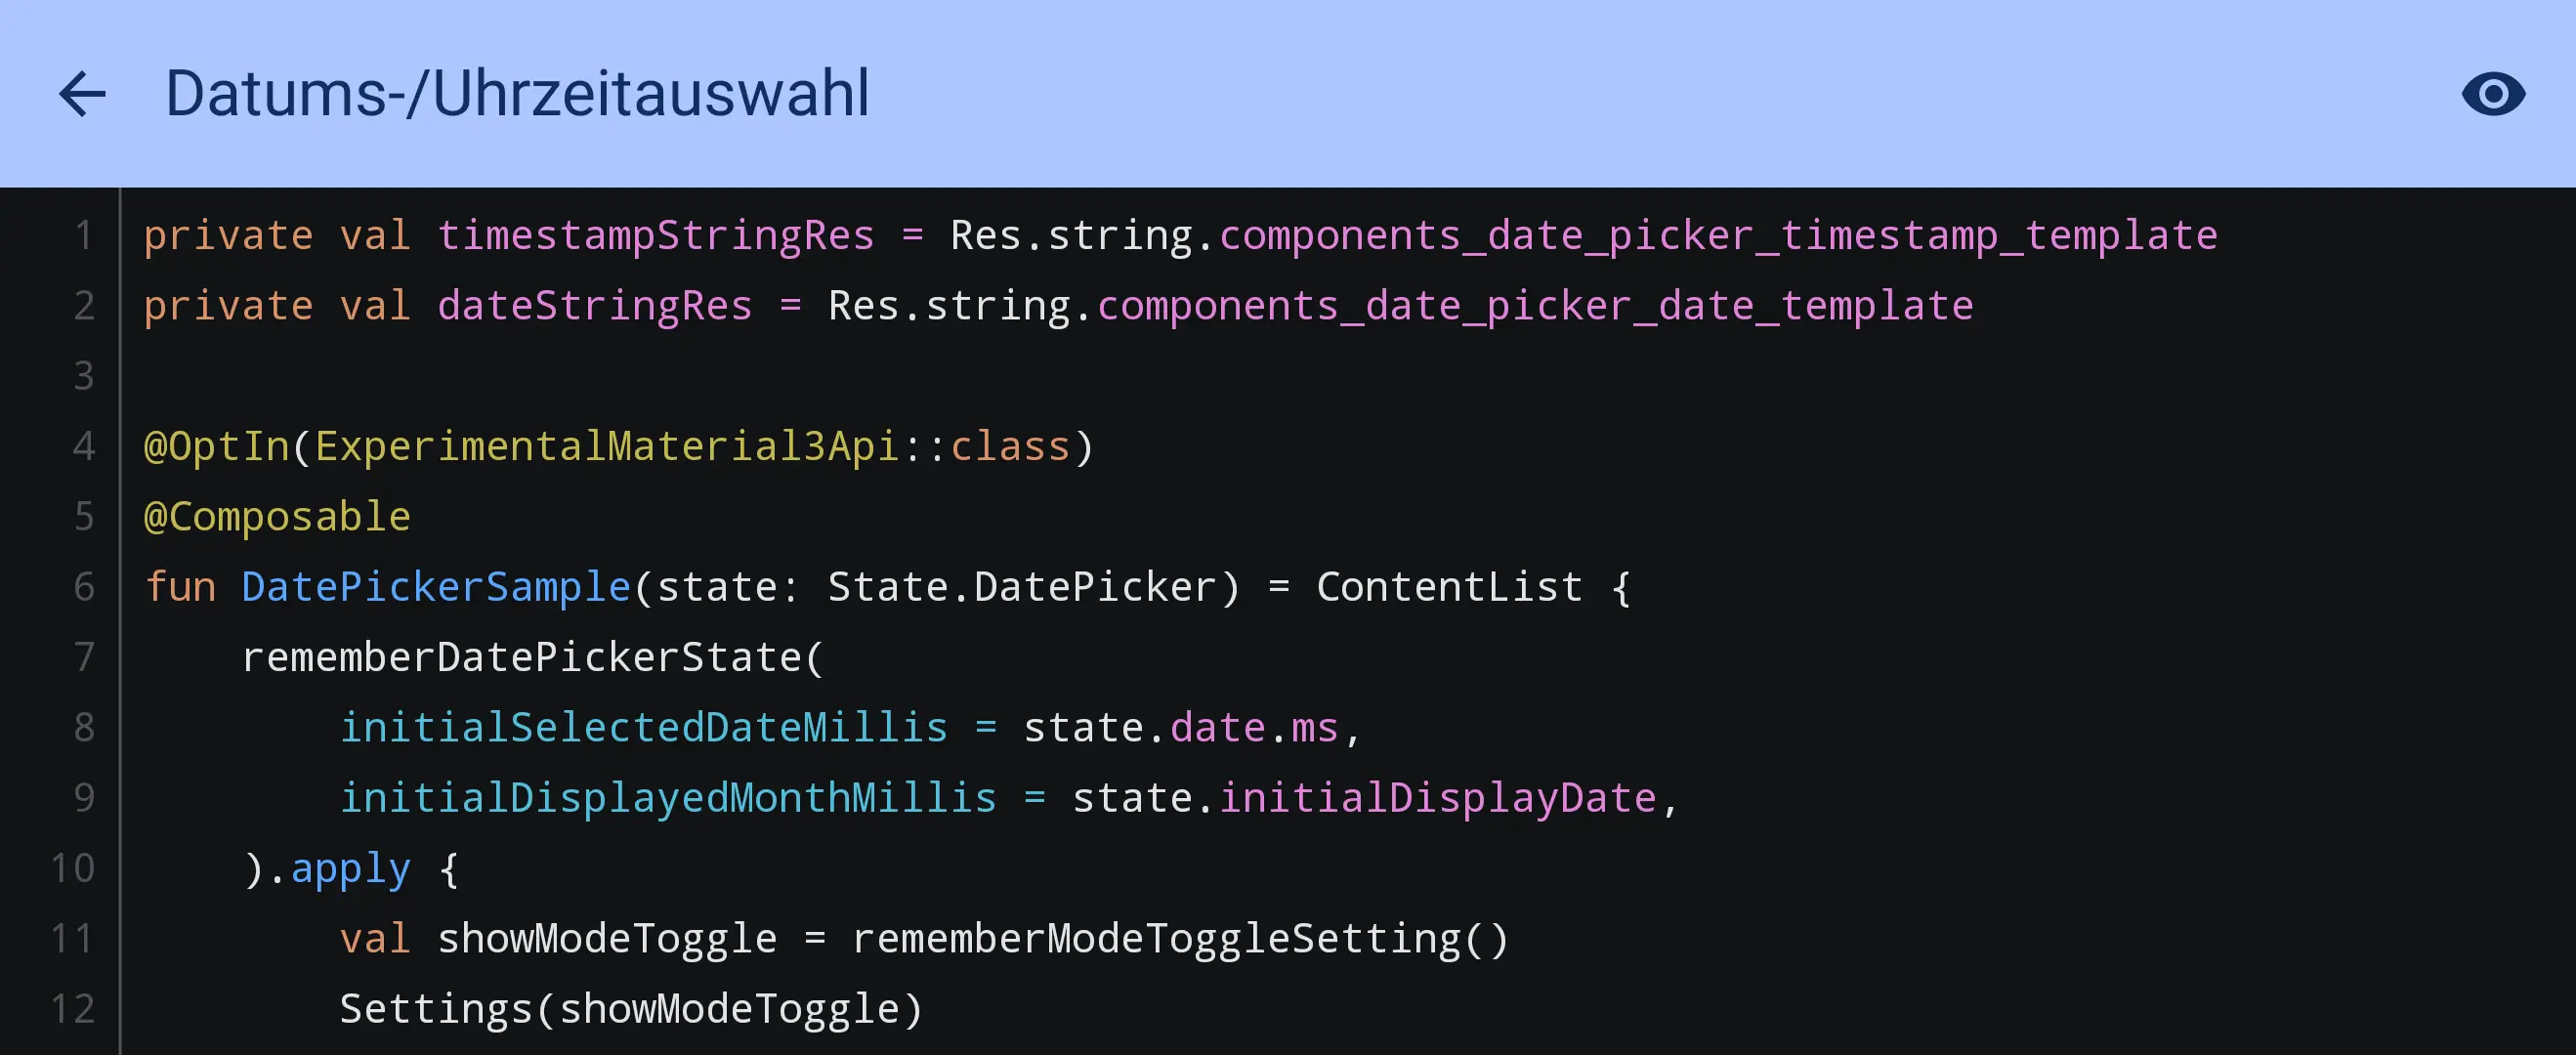 Datums-/Uhrzeitauswahl
1 private val timestampStringRes = Res.string.components_date_picker_timestamp_template
2 private val dateStringRes = Res.string.components_date_picker_date_template
3
4 @OptIn(ExperimentalMaterial3Api::class)
5 @Composable
6 fun DatePickerSample(state: State.DatePicker) = ContentList {
7     rememberDatePickerState(
8         initialSelectedDateMillis = state.date.ms,
9         initialDisplayedMonthMillis = state.initialDisplayDate,
10     ).apply {
11         val showModeToggle = rememberModeToggleSetting()
12         Settings(showModeToggle)